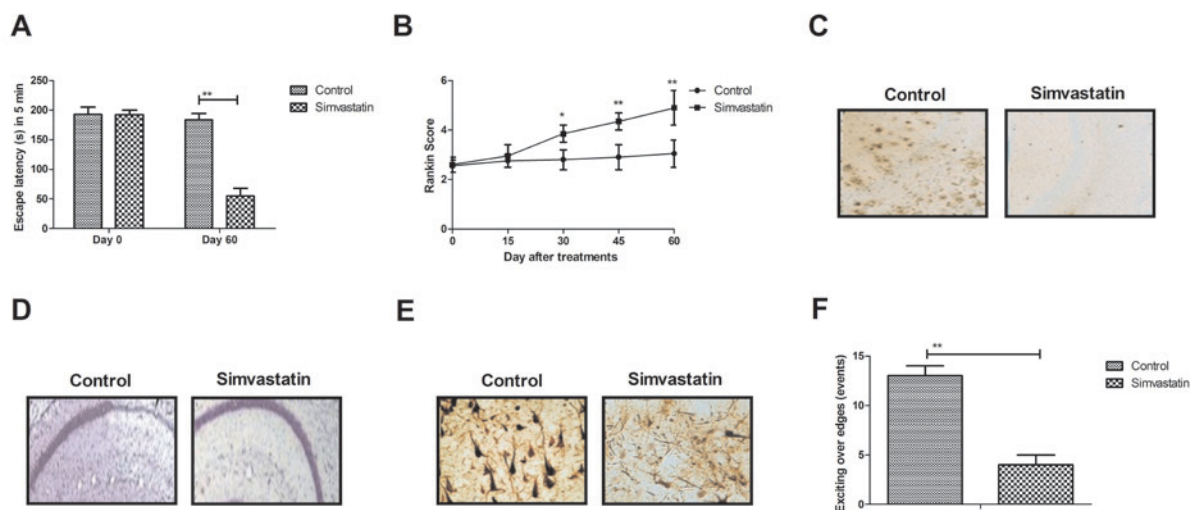 A
Escape latency (s) in 5 min
250
200
150
100
50
0
**
Day 0
Day 60
Control
Simvastatin
B
Rankin Score
6
4
2
0
*
**
**
0
15
30
45
60
Day after treatments
Control
Simvastatin
C
Control
Simvastatin
D
Control
Simvastatin
E
Control
Simvastatin
F
Exciting over edges (events)
15
10
5
0
**
Control
Simvastatin